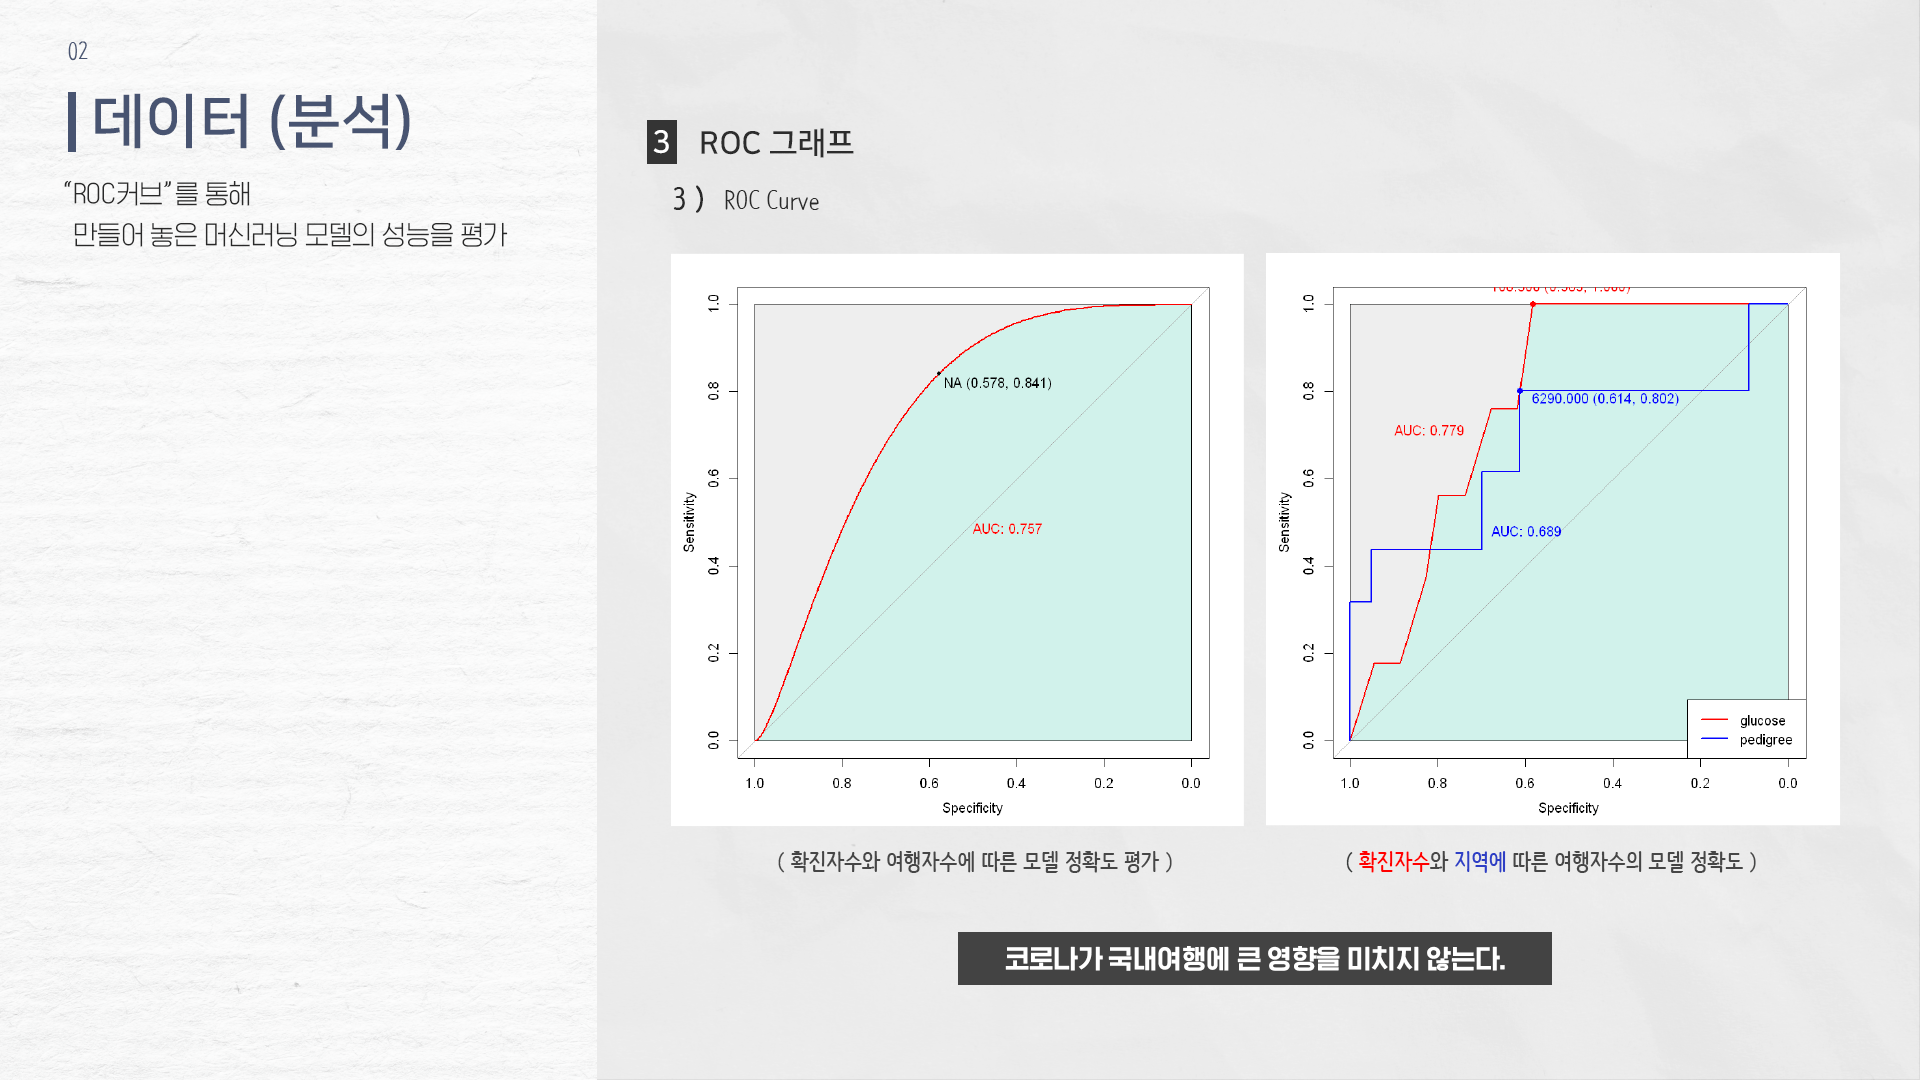 02
데이터 (분석)
“ROC커브”를 통해
만들어 놓은 머신러닝 모델의 성능을 평가
3 ROC 그래프
3 ) ROC Curve
1.0
0.8
0.6
0.4
0.2
0.0
Sensitivity
NA (0.578, 0.841)
AUC: 0.757
1.0 0.8 0.6 0.4 0.2 0.0
Specificity
( 확진자수와 여행자수에 따른 모델 정확도 평가 )
1.0
0.8
0.6
0.4
0.2
0.0
Sensitivity
6290.000 (0.614, 0.802)
AUC: 0.779
AUC: 0.689
glucose
pedigree
1.0 0.8 0.6 0.4 0.2 0.0
Specificity
( 확진자수와 지역에 따른 여행자수의 모델 정확도 )
코로나가 국내여행에 큰 영향을 미치지 않는다.